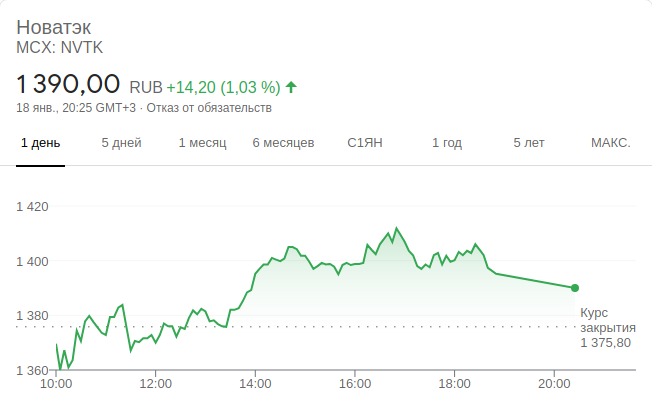 Новатэк
MCX: NVTK
1 390,00 RUB +14,20 (1,03 %)
18 янв., 20:25 GMT+3 · Отказ от обязательств
1 день 5 дней 1 месяц 6 месяцев С1ЯН 1 год 5 лет МАКС.
1 420
1 400
1 380
1 360
Курс
закрытия
1 375,80
10:00 12:00 14:00 16:00 18:00 20:00